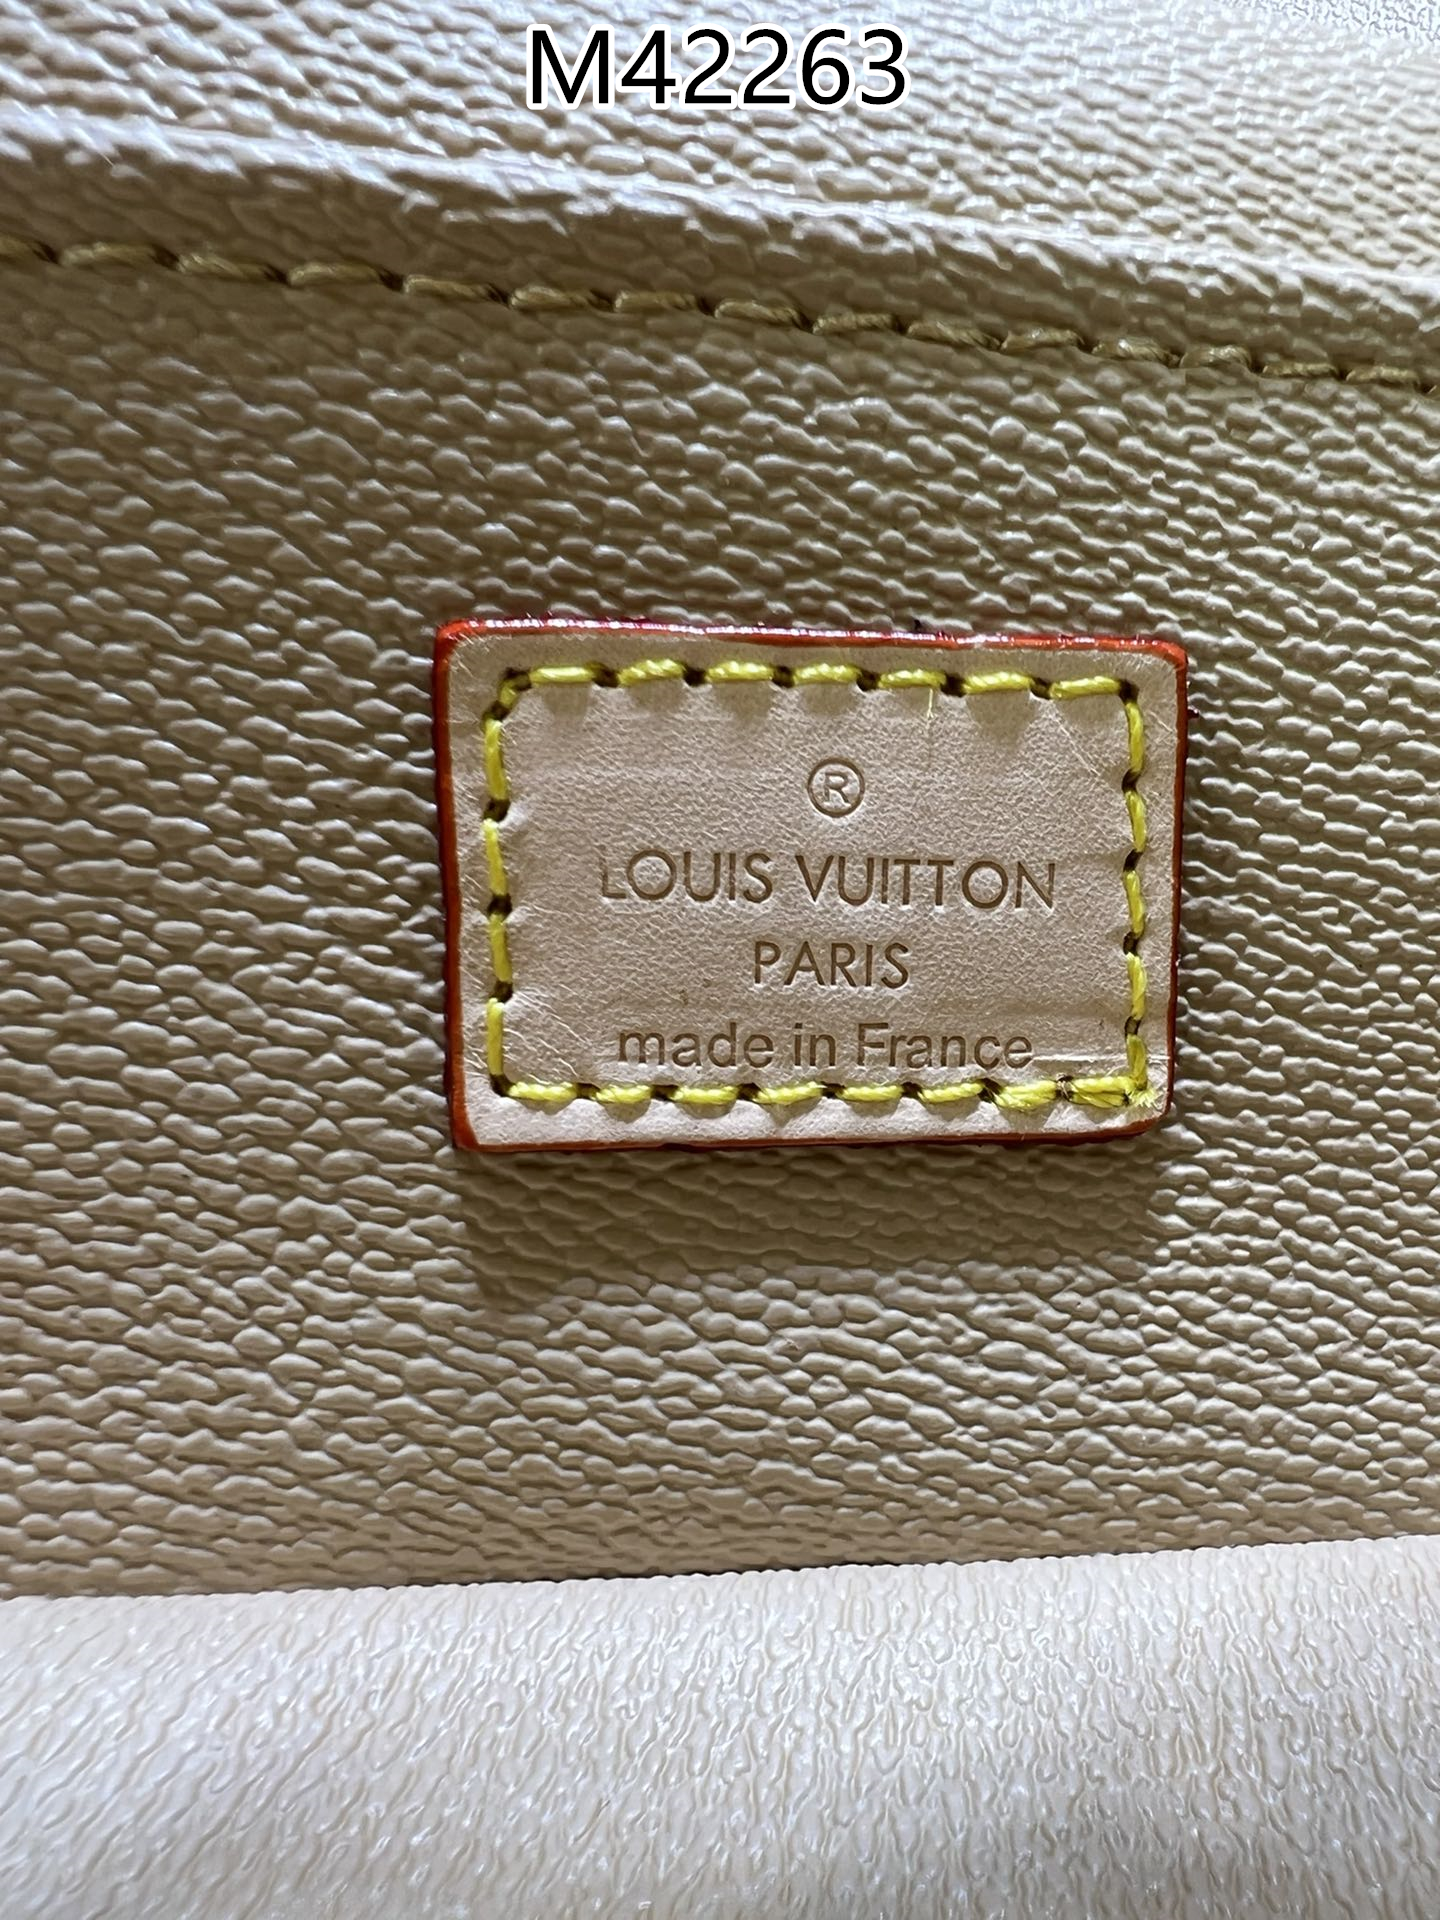 M42263
®
LOUIS VUITTON
PARIS
made in France